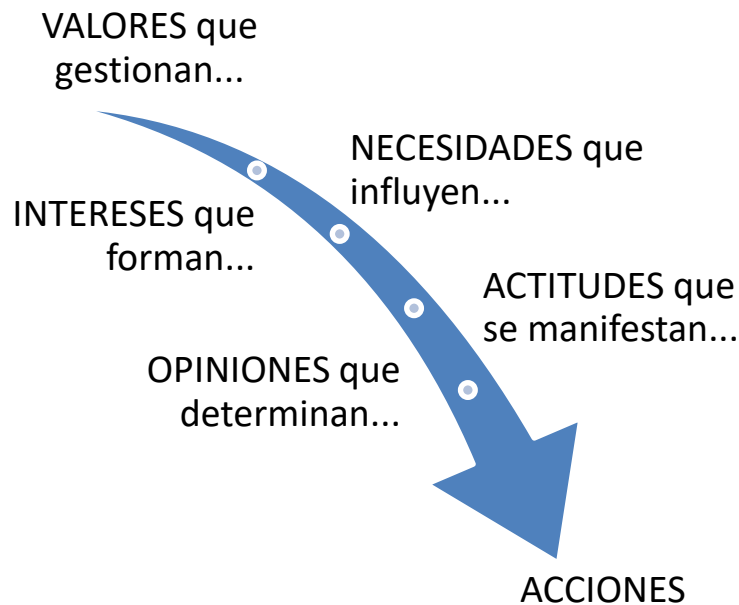 VALORES que
gestionan...
NECESIDADES que
influyen...
INTERESES que
forman...
ACTITUDES que
se manifestan...
OPINIONES que
determinan...
ACCIONES